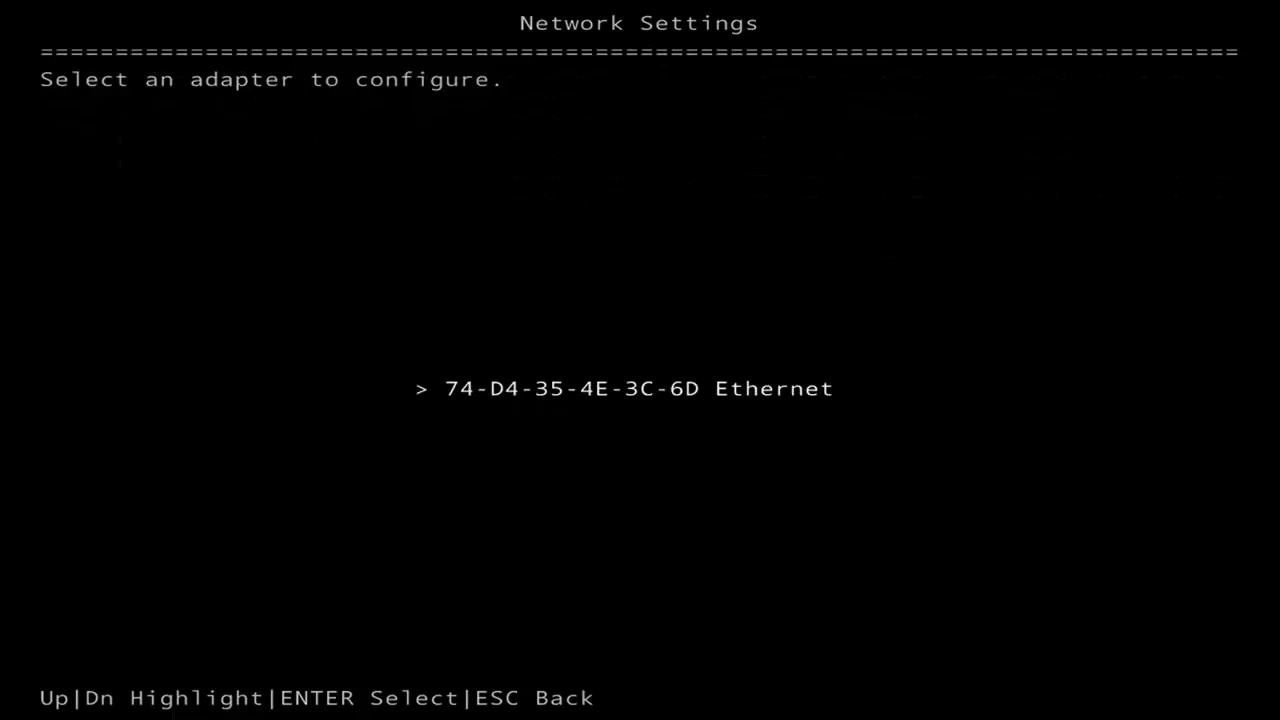 Network Settings
================================================================================
Select an adapter to configure.
> 74-D4-35-4E-3C-6D Ethernet
Up|Dn Highlight|ENTER Select|ESC Back